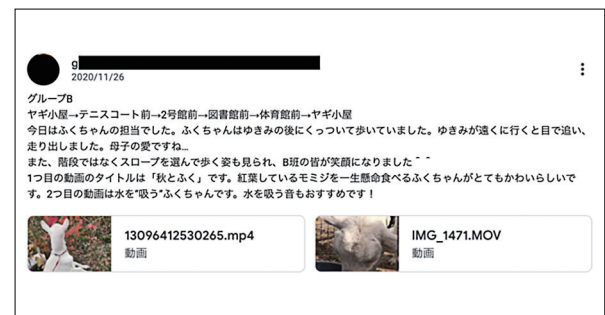 g
2020/11/26
グループB
ヤギ小屋→テニスコート前→2号館前→図書館前→体育館前→ヤギ小屋
今日はふくちゃんの担当でした。ふくちゃんはゆきみの後にくっついて歩いていました。ゆきみが遠くに行くと目で追い、
走り出しました。母子の愛ですね…
また、階段ではなくスロープを選んで歩く姿も見られ、B班の皆が笑顔になりました＾＾
1つ目の動画のタイトルは「秋とふく」です。紅葉しているモミジを一生懸命食べるふくちゃんがとてもかわいらしいで
す。2つ目の動画は水を"吸う"ふくちゃんです。水を吸う音もおすすめです！
13096412530265.mp4
動画
IMG_1471.MOV
動画